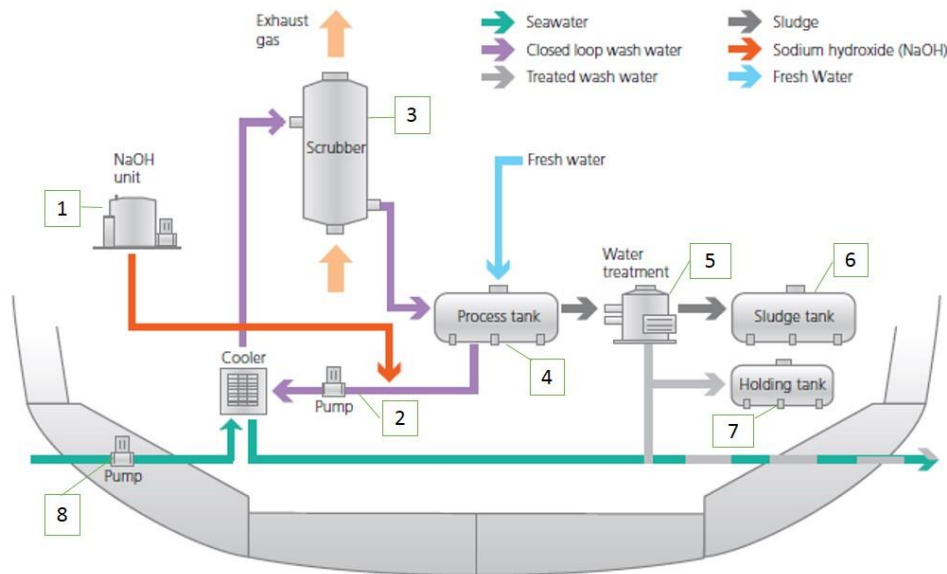 Exhaust
gas
Seawater
Closed loop wash water
Treated wash water
Sludge
Sodium hydroxide (NaOH)
Fresh Water
3
Scrubber
NaOH
unit
1
Fresh water
Water
treatment
5
6
Process tank
Sludge tank
4
Cooler
Pump
2
Holding tank
7
Pump
8